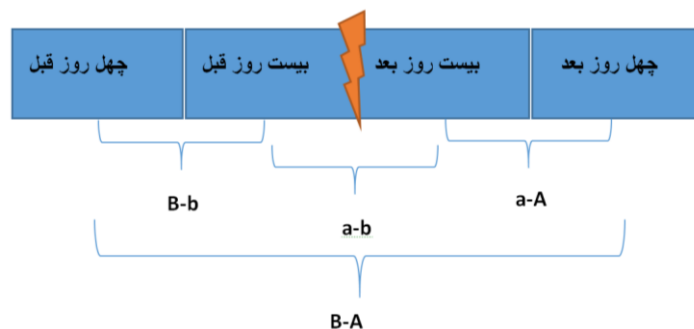 چهل روز قبل
بیست روز قبل
بیست روز بعد
چهل روز بعد
B-b
a-b
a-A
B-A